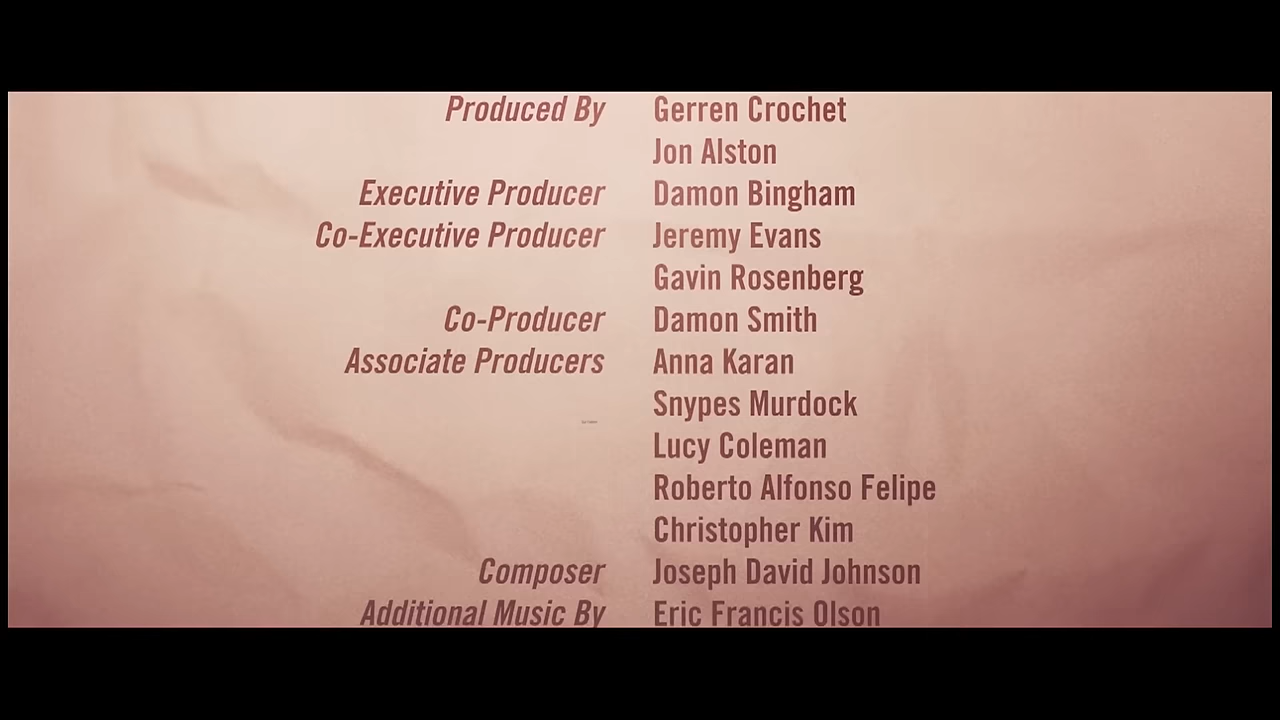 Produced By Gerren Crochet
Jon Alston
Executive Producer Damon Bingham
Co-Executive Producer Jeremy Evans
Gavin Rosenberg
Co-Producer Damon Smith
Associate Producers Anna Karan
Snypes Murdock
Lucy Coleman
Roberto Alfonso Felipe
Christopher Kim
Composer Joseph David Johnson
Additional Music By Eric Francis Olson